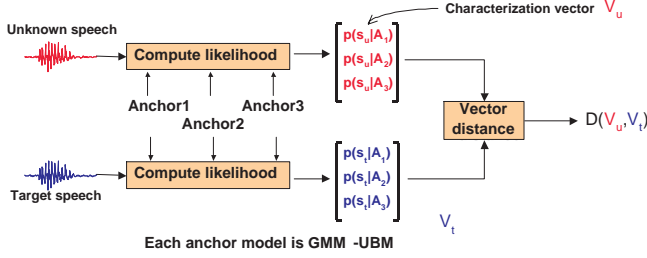 Characterization vector V_u
Unknown speech
Compute likelihood
p(s_u|A_1)
p(s_u|A_2)
p(s_u|A_3)
Anchor1
Anchor2
Anchor3
Vector
distance
D(V_u,V_t)
Compute likelihood
Target speech
p(s_t|A_1)
p(s_t|A_2)
p(s_t|A_3)
V_t
Each anchor model is GMM -UBM